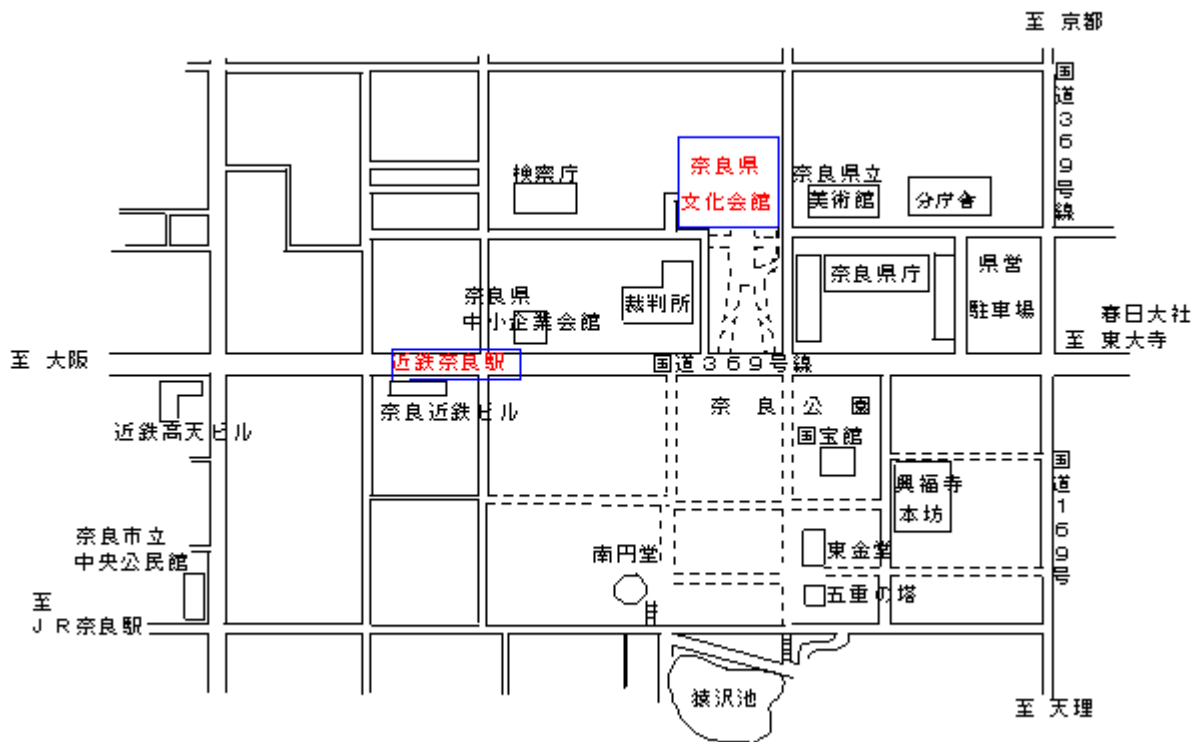 至 京都
国道369号線
奈良県
文化会館
検察庁
奈良県立
美術館
分庁舎
奈良県庁
県営
駐車場
奈良県
中小企業会館
裁判所
春日大社
至 東大寺
至 大阪
近鉄奈良駅
国道369号線
奈良近鉄ビル
近鉄高天ビル
奈良公園
国宝館
興福寺
本坊
国道169号
奈良市立
中央公民館
南円堂
東金堂
五重の塔
至
JR奈良駅
猿沢池
至 天理